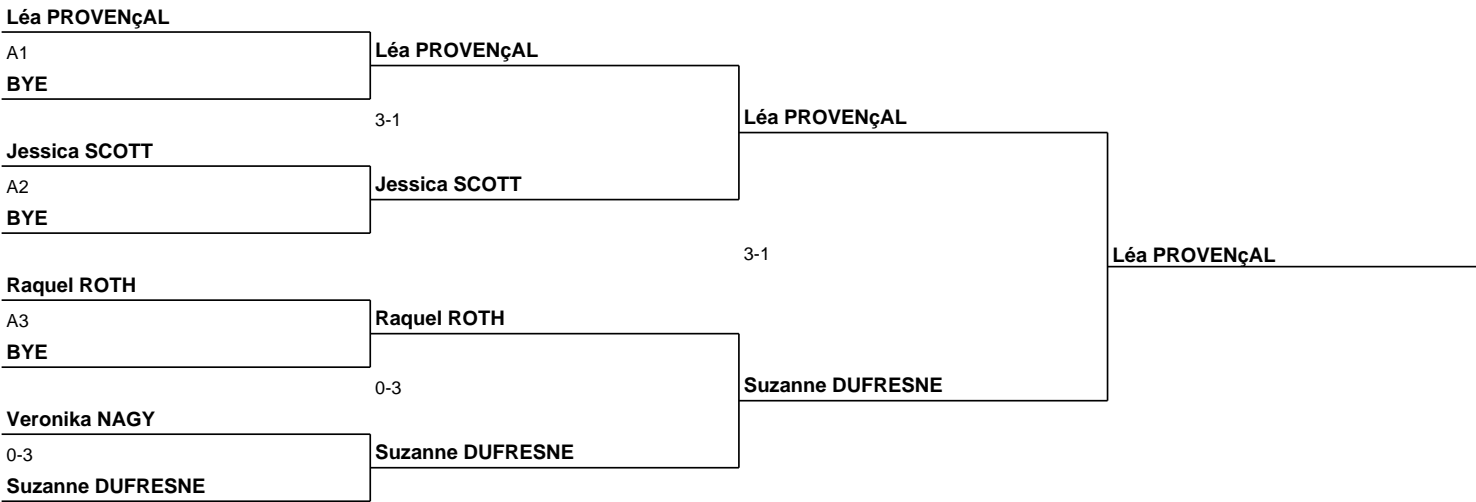 Léa PROVENçAL
A1
BYE
Léa PROVENçAL
3-1
Léa PROVENçAL
Jessica SCOTT
A2
BYE
Jessica SCOTT
3-1
Léa PROVENçAL
Raquel ROTH
A3
BYE
Raquel ROTH
0-3
Suzanne DUFRESNE
Veronika NAGY
0-3
Suzanne DUFRESNE
Suzanne DUFRESNE